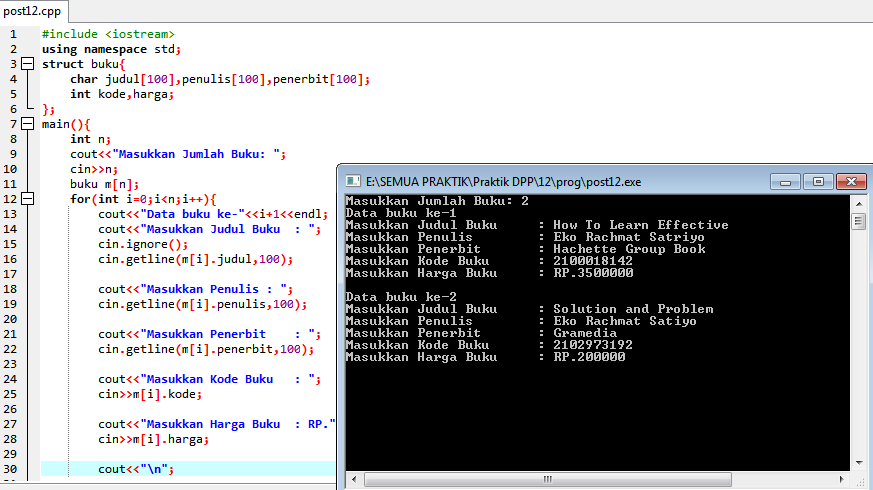 post12.cpp
1 #include <iostream>
2 using namespace std;
3 struct buku{
4 char judul[100],penulis[100],penerbit[100];
5 int kode,harga;
6 };
7 main(){
8 int n;
9 cout<<"Masukkan Jumlah Buku: ";
10 cin>>n;
11 buku m[n];
12 for(int i=0;i<n;i++){
13 cout<<"Data buku ke-"<<i+1<<endl;
14 cout<<"Masukkan Judul Buku  : ";
15 cin.ignore();
16 cin.getline(m[i].judul,100);
17
18 cout<<"Masukkan Penulis : ";
19 cin.getline(m[i].penulis,100);
20
21 cout<<"Masukkan Penerbit    : ";
22 cin.getline(m[i].penerbit,100);
23
24 cout<<"Masukkan Kode Buku   : ";
25 cin>>m[i].kode;
26
27 cout<<"Masukkan Harga Buku  : RP."
28 cin>>m[i].harga;
29
30 cout<<"\n";
E:\SEMUA PRAKTIK\Praktik DPP\12\prog\post12.exe
Masukkan Jumlah Buku: 2
Data buku ke-1
Masukkan Judul Buku     : How To Learn Effective
Masukkan Penulis        : Eko Rachmat Satriyo
Masukkan Penerbit       : Hachette Group Book
Masukkan Kode Buku      : 2100018142
Masukkan Harga Buku     : RP.3500000
Data buku ke-2
Masukkan Judul Buku     : Solution and Problem
Masukkan Penulis        : Eko Rachmat Satiyo
Masukkan Penerbit       : Gramedia
Masukkan Kode Buku      : 2102973192
Masukkan Harga Buku     : RP.200000